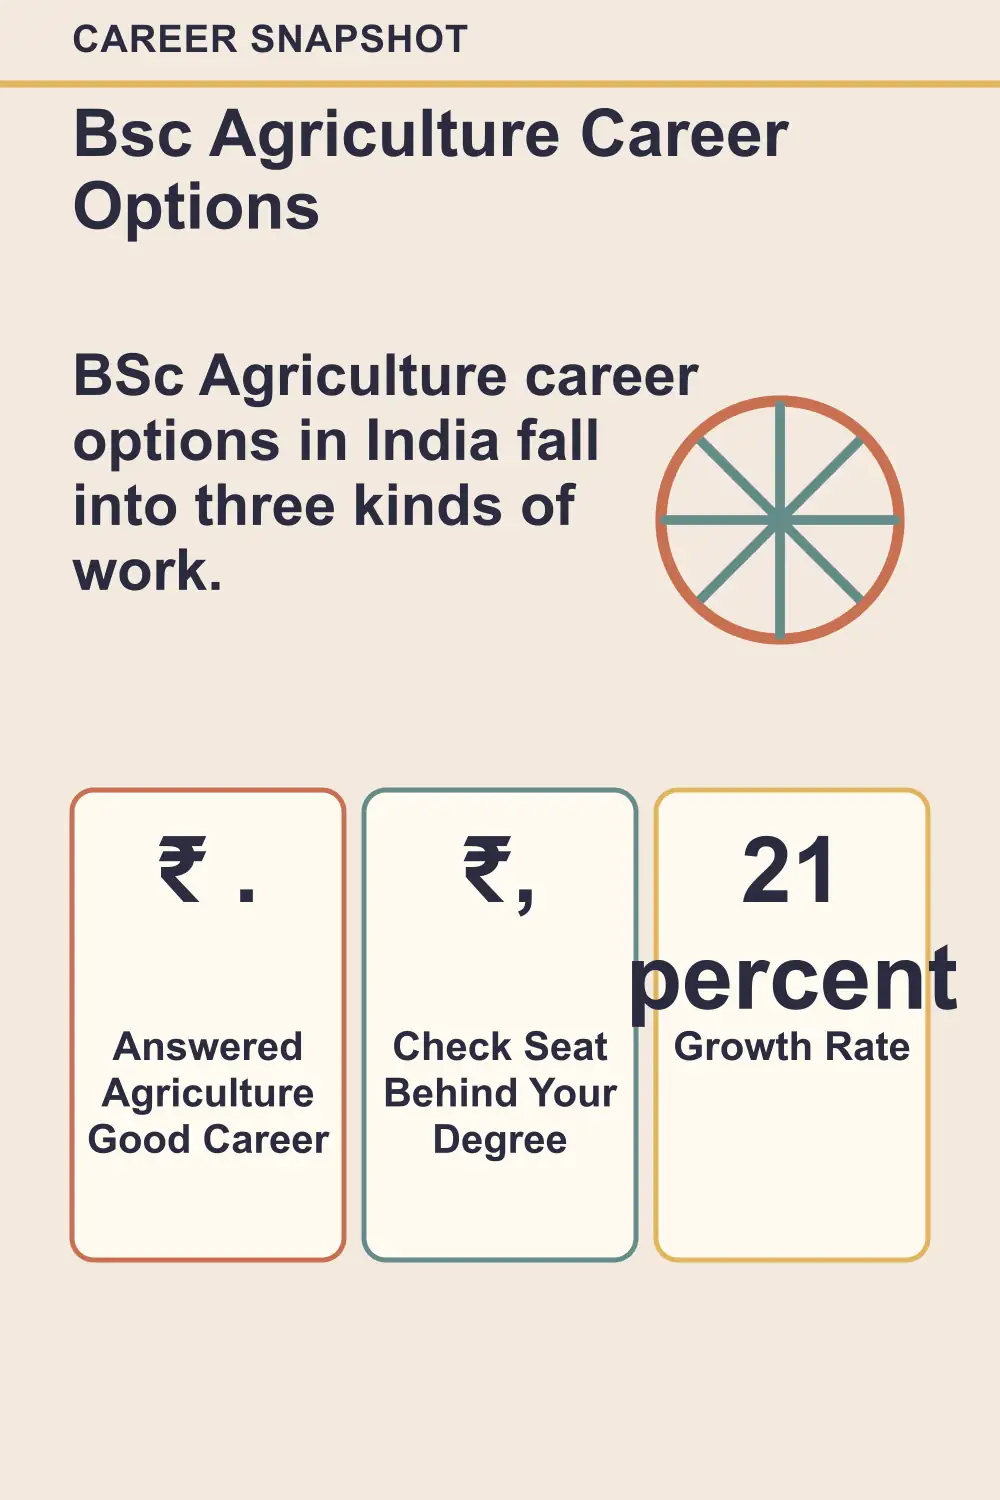 CAREER SNAPSHOT
Bsc Agriculture Career
Options
BSc Agriculture career
options in India fall
into three kinds of
work.
₹ .
Answered
Agriculture
Good Career
₹,
Check Seat
Behind Your
Degree
21
percent
Growth Rate